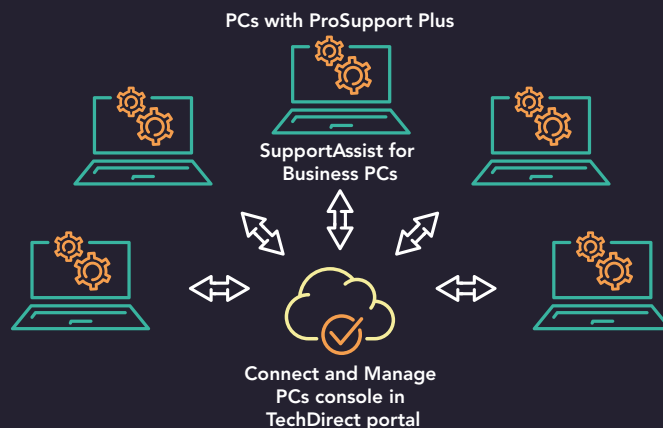 PCs with ProSupport Plus
SupportAssist for
Business PCs
Connect and Manage
PCs console in
TechDirect portal